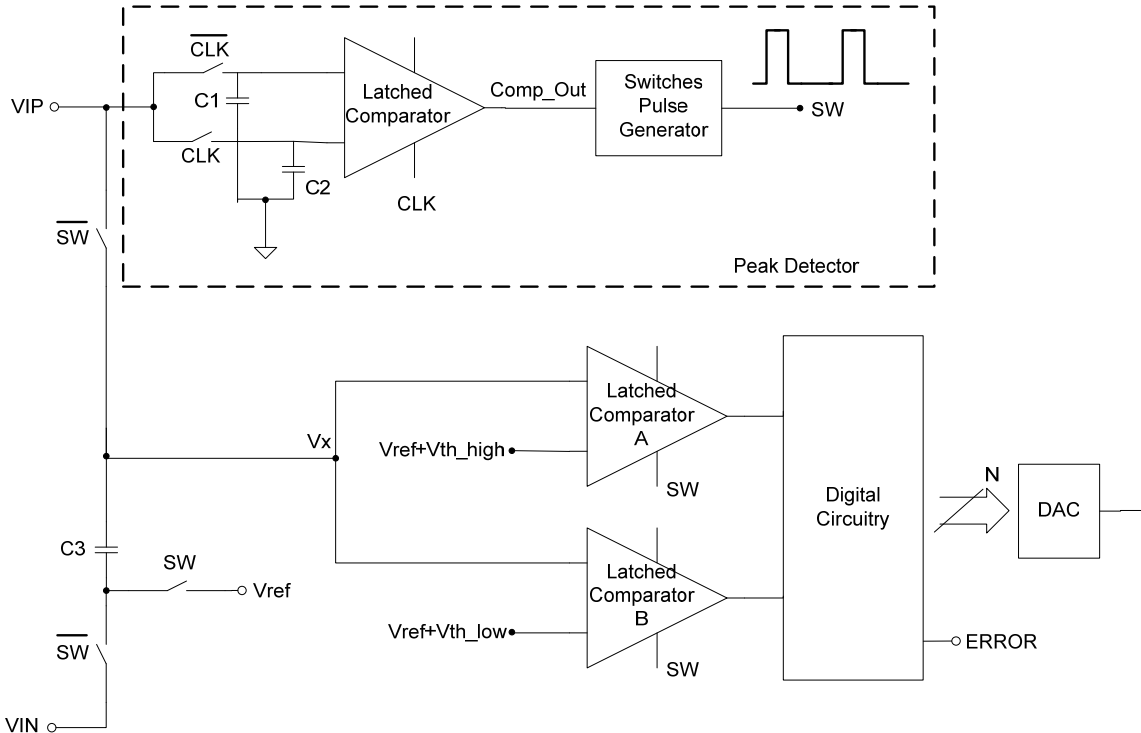 CLK
VIP
C1
CLK
C2
Latched
Comparator
CLK
Comp_Out
Switches
Pulse
Generator
SW
Peak Detector
SW
Vx
Latched
Comparator
A
Vref+Vth_high
SW
Digital
Circuitry
N
DAC
C3
SW
Vref
Latched
Comparator
B
Vref+Vth_low
SW
ERROR
SW
VIN